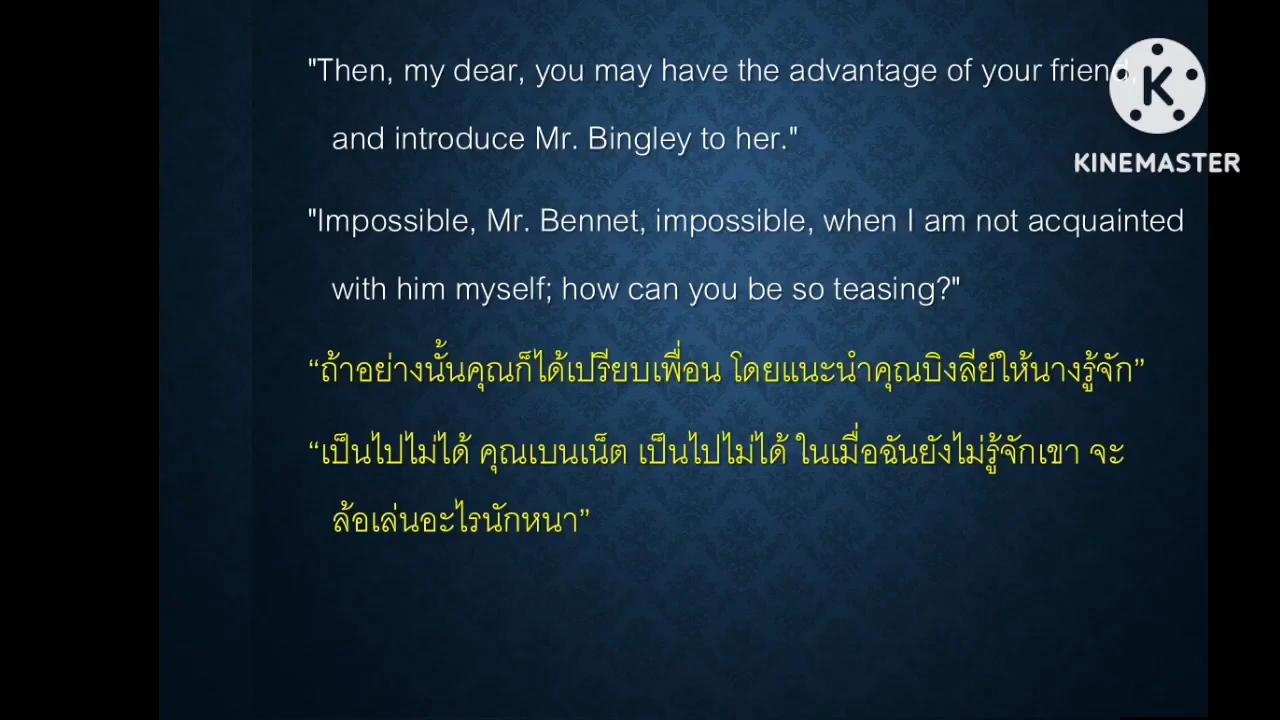 "Then, my dear, you may have the advantage of your friend,
and introduce Mr. Bingley to her."
"Impossible, Mr. Bennet, impossible, when I am not acquainted
with him myself; how can you be so teasing?"
“ถ้าอย่างนั้นคุณก็ได้เปรียบเพื่อน โดยแนะนำคุณบิงลีย์ให้นางรู้จัก”
“เป็นไปไม่ได้ คุณเบนเน็ต เป็นไปไม่ได้ ในเมื่อฉันยังไม่รู้จักเขา จะ
ล้อเล่นอะไรนักหนา”
K
KINEMASTER